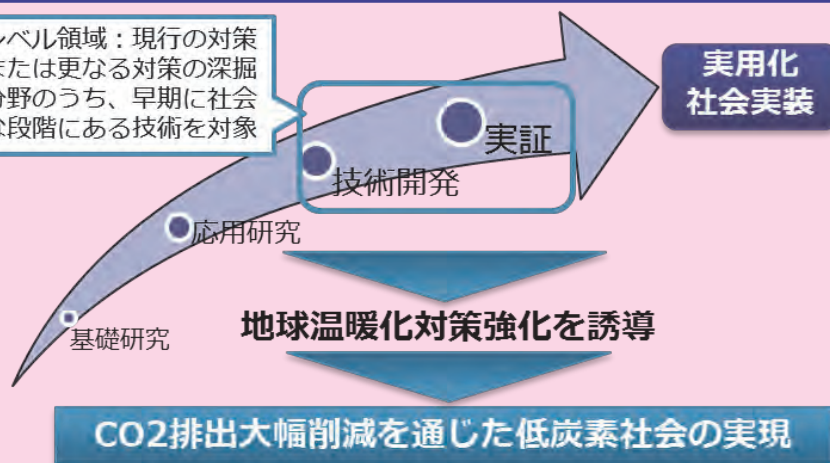 ベル領域：現行の対策
または更なる対策の深掘
分野のうち、早期に社会
な段階にある技術を対象
実用化
社会実装
実証
技術開発
応用研究
基礎研究
地球温暖化対策強化を誘導
CO2排出大幅削減を通じた低炭素社会の実現